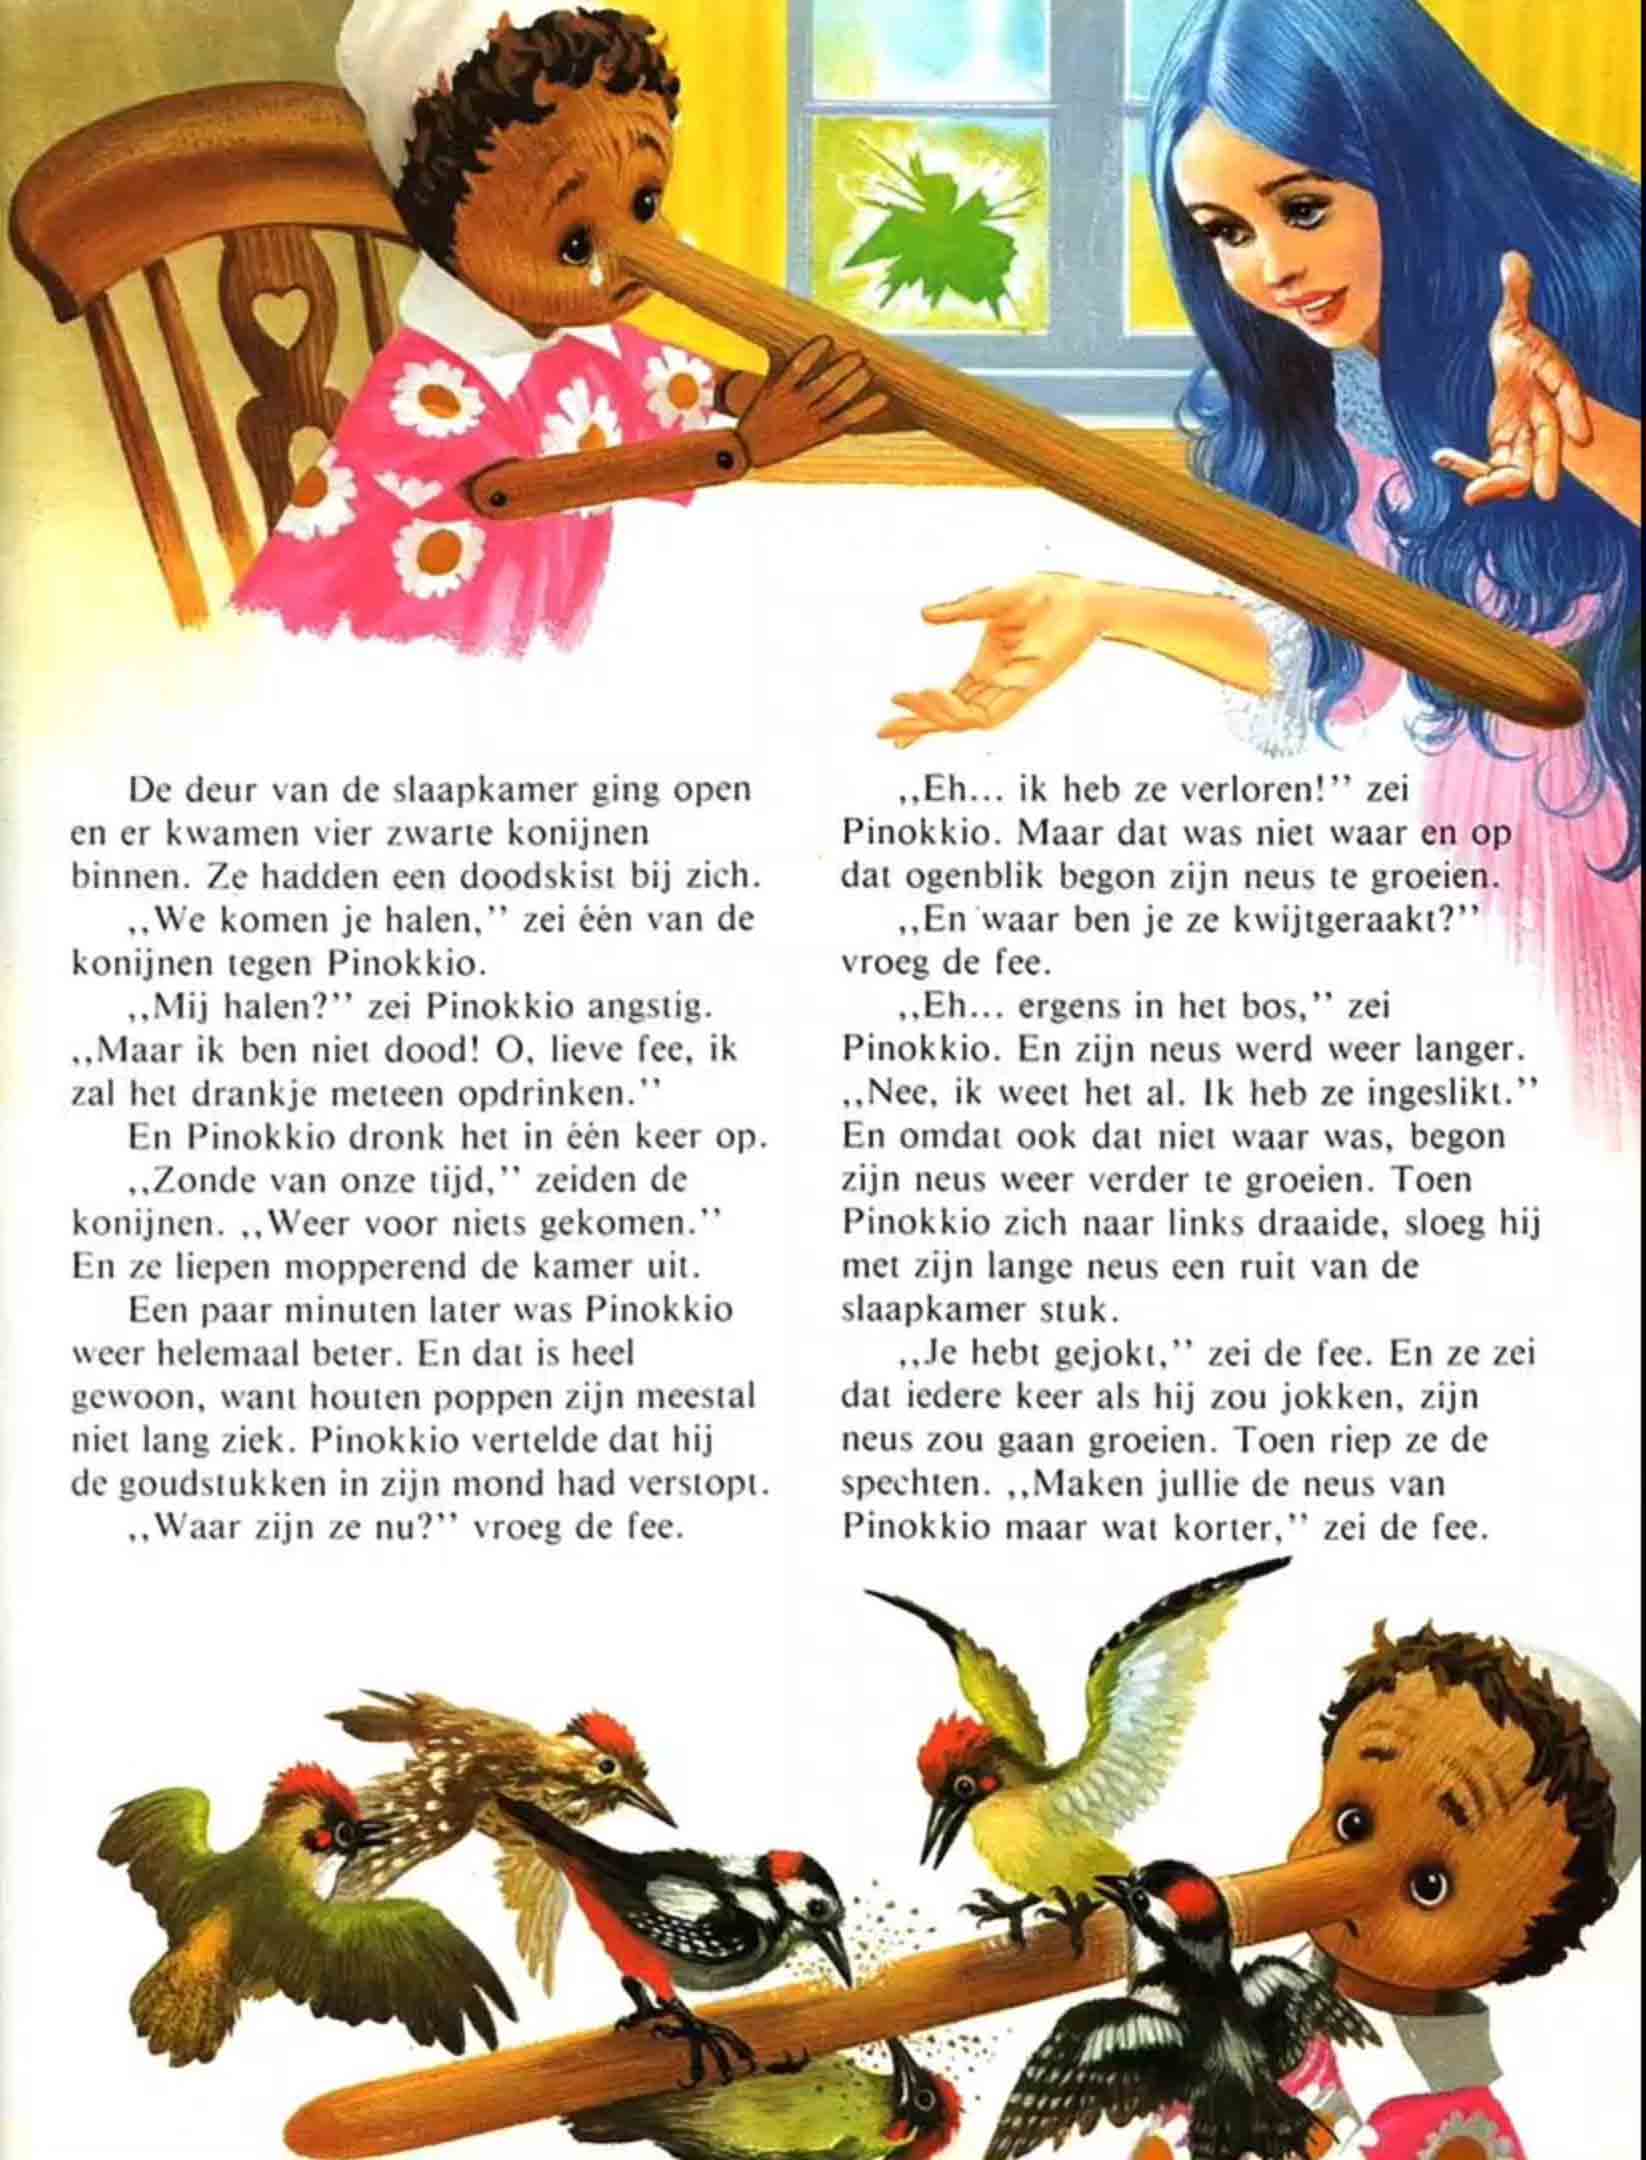 De deur van de slaapkamer ging open
en er kwamen vier zwarte konijnen
binnen. Ze hadden een doodskist bij zich.
,,We komen je halen,” zei één van de
konijnen tegen Pinokkio.
,,Mij halen?” zei Pinokkio angstig.
,,Maar ik ben niet dood! O, lieve fee, ik
zal het drankje meteen opdrinken.”
En Pinokkio dronk het in één keer op.
,,Zonde van onze tijd,” zeiden de
konijnen. ,,Weer voor niets gekomen.”
En ze liepen mopperend de kamer uit.
Een paar minuten later was Pinokkio
weer helemaal beter. En dat is heel
gewoon, want houten poppen zijn meestal
niet lang ziek. Pinokkio vertelde dat hij
de goudstukken in zijn mond had verstopt.
,,Waar zijn ze nu?” vroeg de fee.
,,Eh... ik heb ze verloren!” zei
Pinokkio. Maar dat was niet waar en op
dat ogenblik begon zijn neus te groeien.
,,En waar ben je ze kwijtgeraakt?”
vroeg de fee.
,,Eh... ergens in het bos,” zei
Pinokkio. En zijn neus werd weer langer.
,,Nee, ik weet het al. Ik heb ze ingeslikt.”
En omdat ook dat niet waar was, begon
zijn neus weer verder te groeien. Toen
Pinokkio zich naar links draaide, sloeg hij
met zijn lange neus een ruit van de
slaapkamer stuk.
,,Je hebt gejokt,” zei de fee. En ze zei
dat iedere keer als hij zou jokken, zijn
neus zou gaan groeien. Toen riep ze de
spechten. ,,Maken jullie de neus van
Pinokkio maar wat korter,” zei de fee.